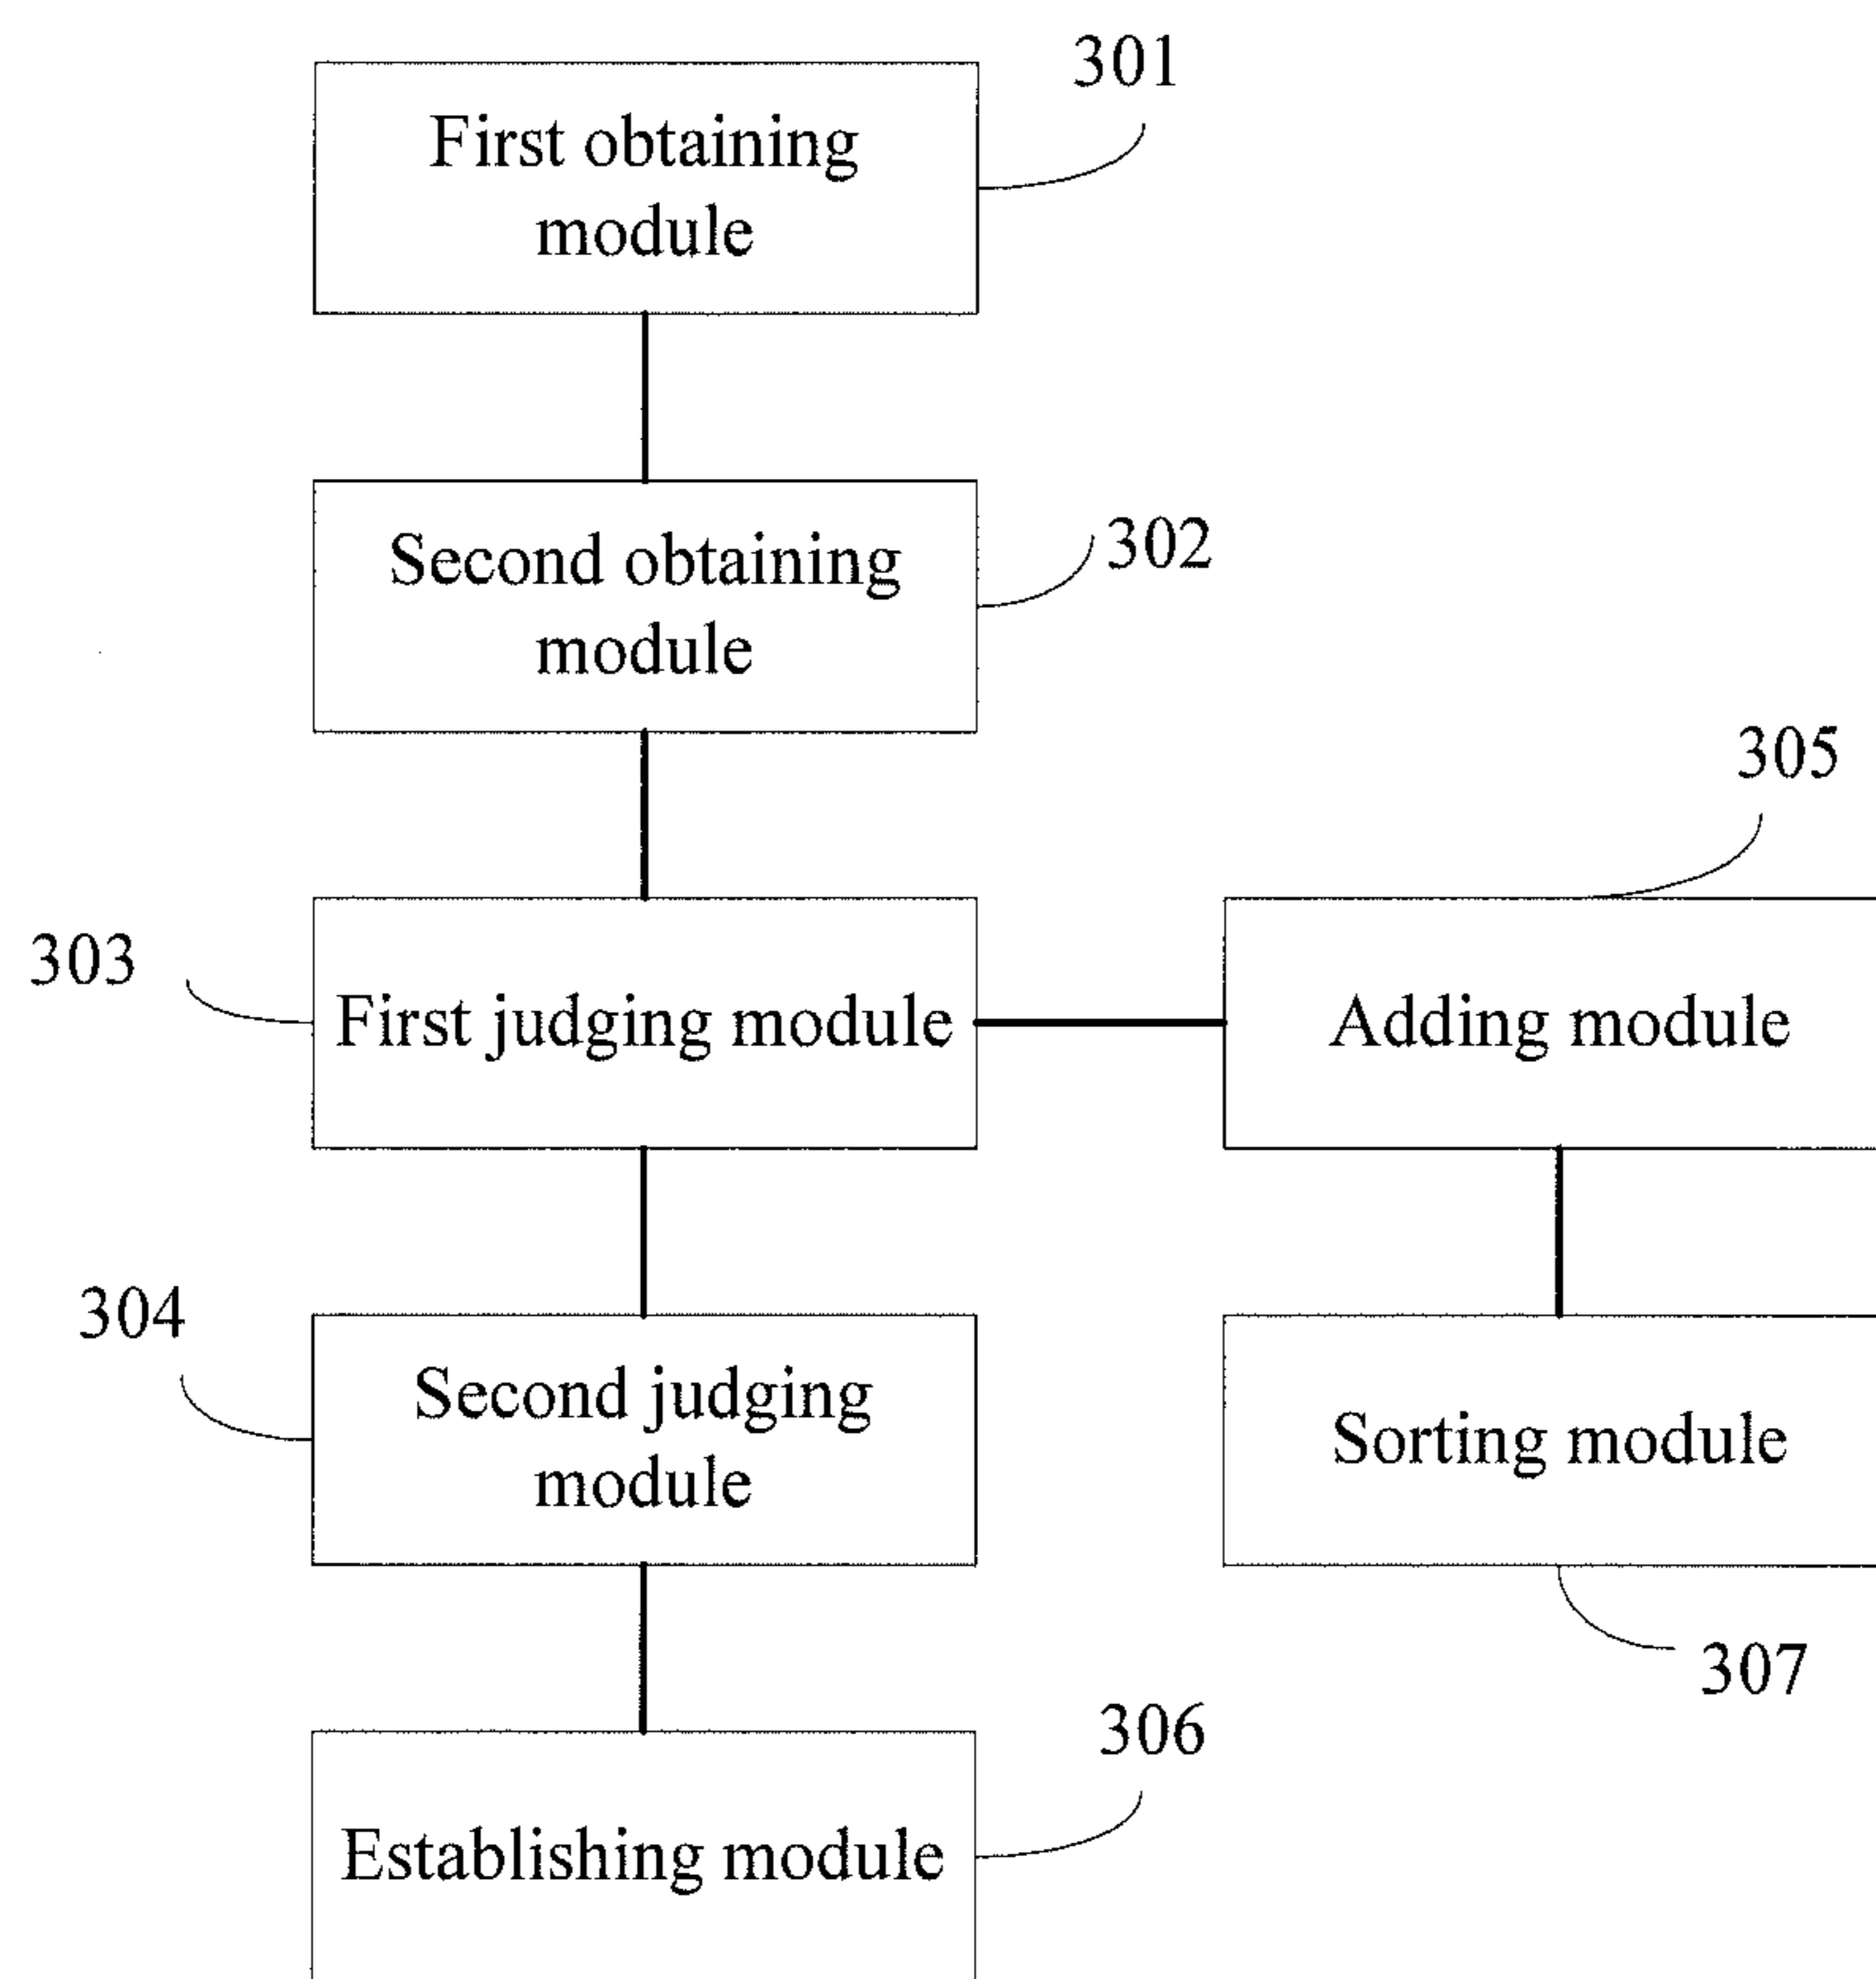 301
First obtaining
module
302
Second obtaining
module
305
303
First judging module
Adding module
304
Second judging
module
Sorting module
307
306
Establishing module